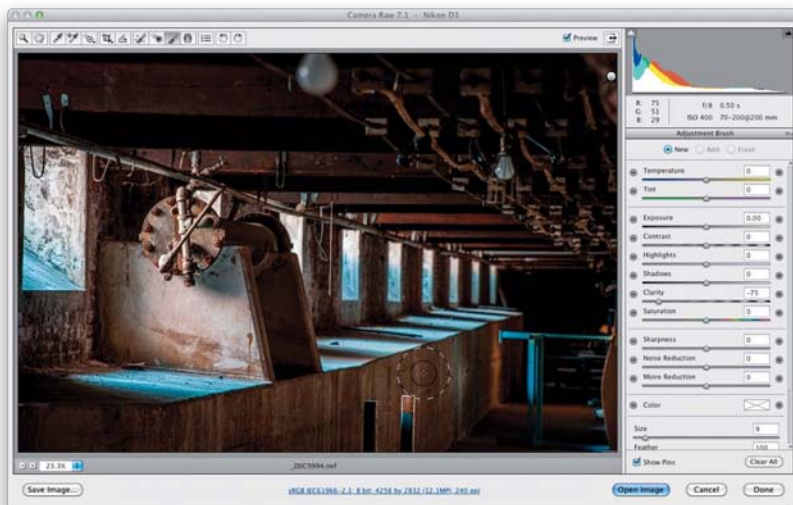 Camera Raw 7.1 – Nikon D3
Preview
R: 75
G: 51
B: 29
f/8 0.50 s
ISO 400 70–200@200 mm
Adjustment Brush
New Add Erase
Temperature 0
Tint 0
Exposure 0.00
Contrast 0
Highlights 0
Shadows 0
Clarity -75
Saturation 0
Sharpness 0
Noise Reduction 0
Moire Reduction 0
Color
Size 9
Feather 100
Show Pins Clear All
23.3% _DSC9994.nef
Save Image... sRGB IEC61966-2.1; 8 bit; 4256 by 2832 (12.1MP); 240 ppi Open Image Cancel Done